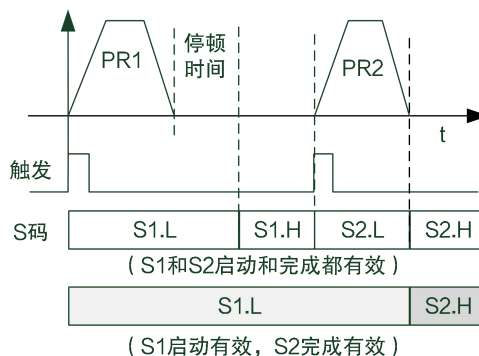 PR1
停顿
时间
PR2
t
触发
S码 S1.L S1.H S2.L S2.H
(S1和S2启动和完成都有效)
S1.L S2.H
(S1启动有效，S2完成有效)